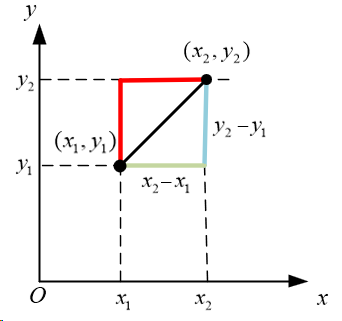 y
(x₂, y₂)
y₂
y₂−y₁
(x₁, y₁)
y₁
x₂−x₁
O
x₁
x₂
x